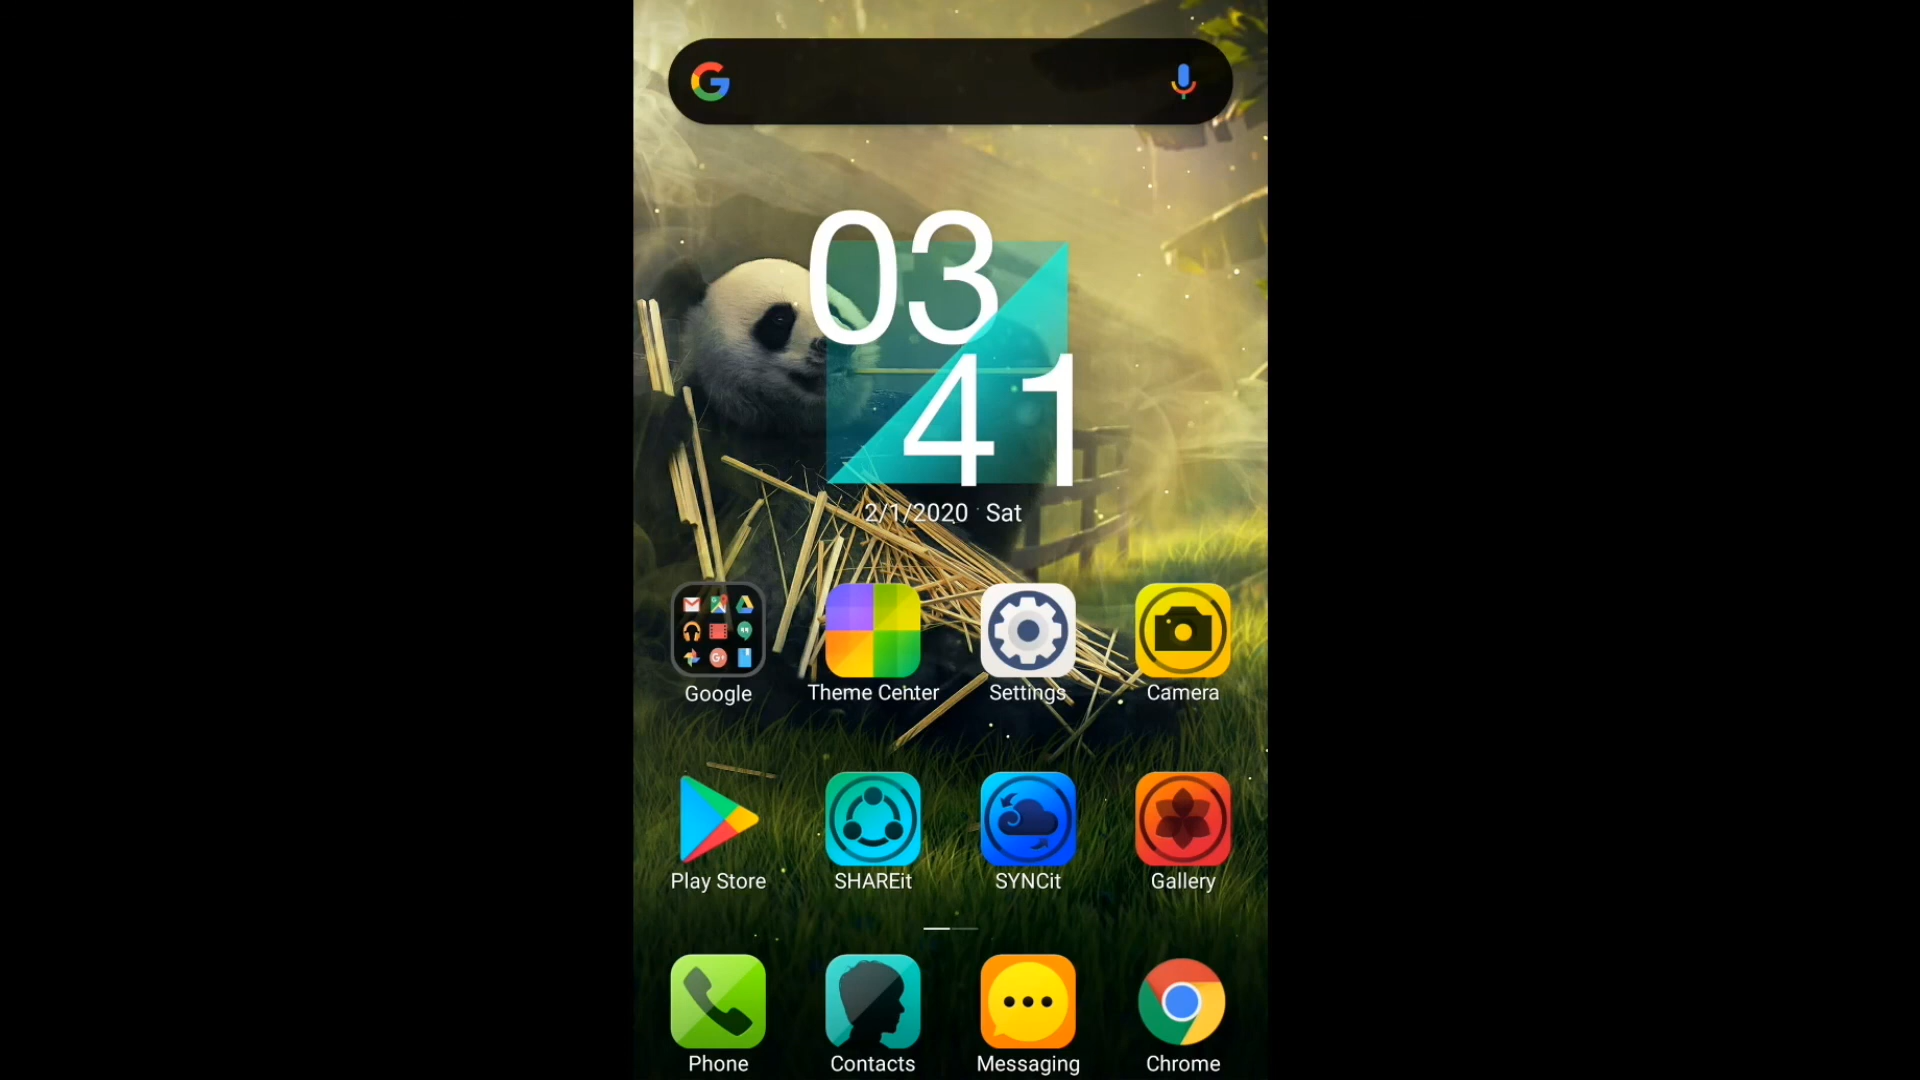 03
41
2/1/2020 Sat
Google
Theme Center
Settings
Camera
Play Store
SHAREit
SYNCit
Gallery
Phone
Contacts
Messaging
Chrome